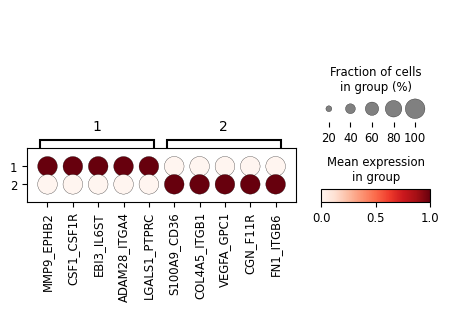 Fraction of cells
in group (%)
20 40 60 80 100
Mean expression
in group
0.0 0.5 1.0
1 2
1
2
MMP9_EPHB2
CSF1_CSF1R
EBI3_IL6ST
ADAM28_ITGA4
LGALS1_PTPRC
S100A9_CD36
COL4A5_ITGB1
VEGFA_GPC1
CGN_F11R
FN1_ITGB6